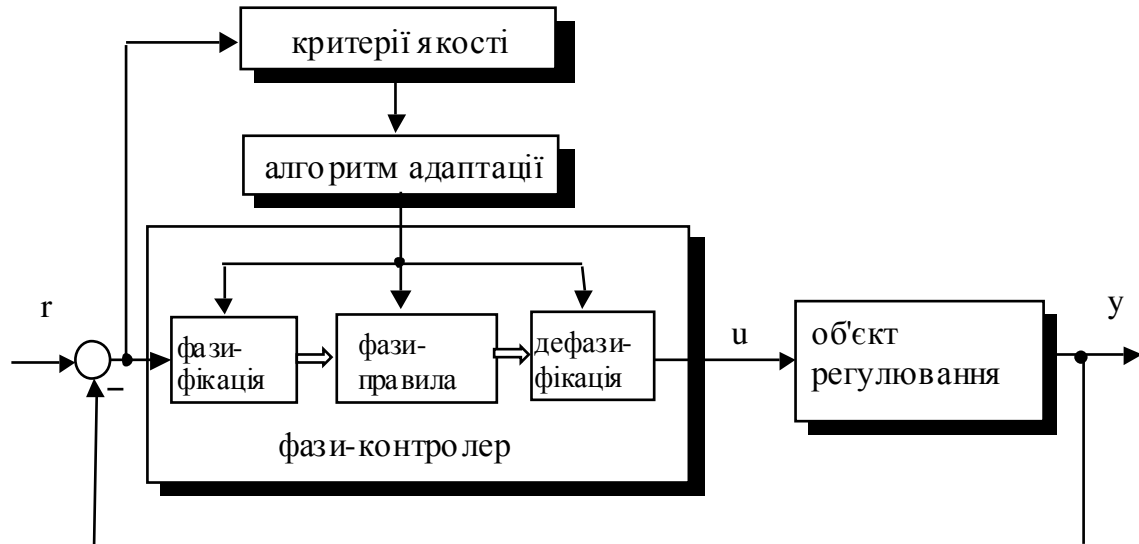 критерії якості
алгоритм адаптації
r
фази-
фікація
фази-
правила
дефази-
фікація
u
об'єкт
регулювання
y
−
фази-контролер